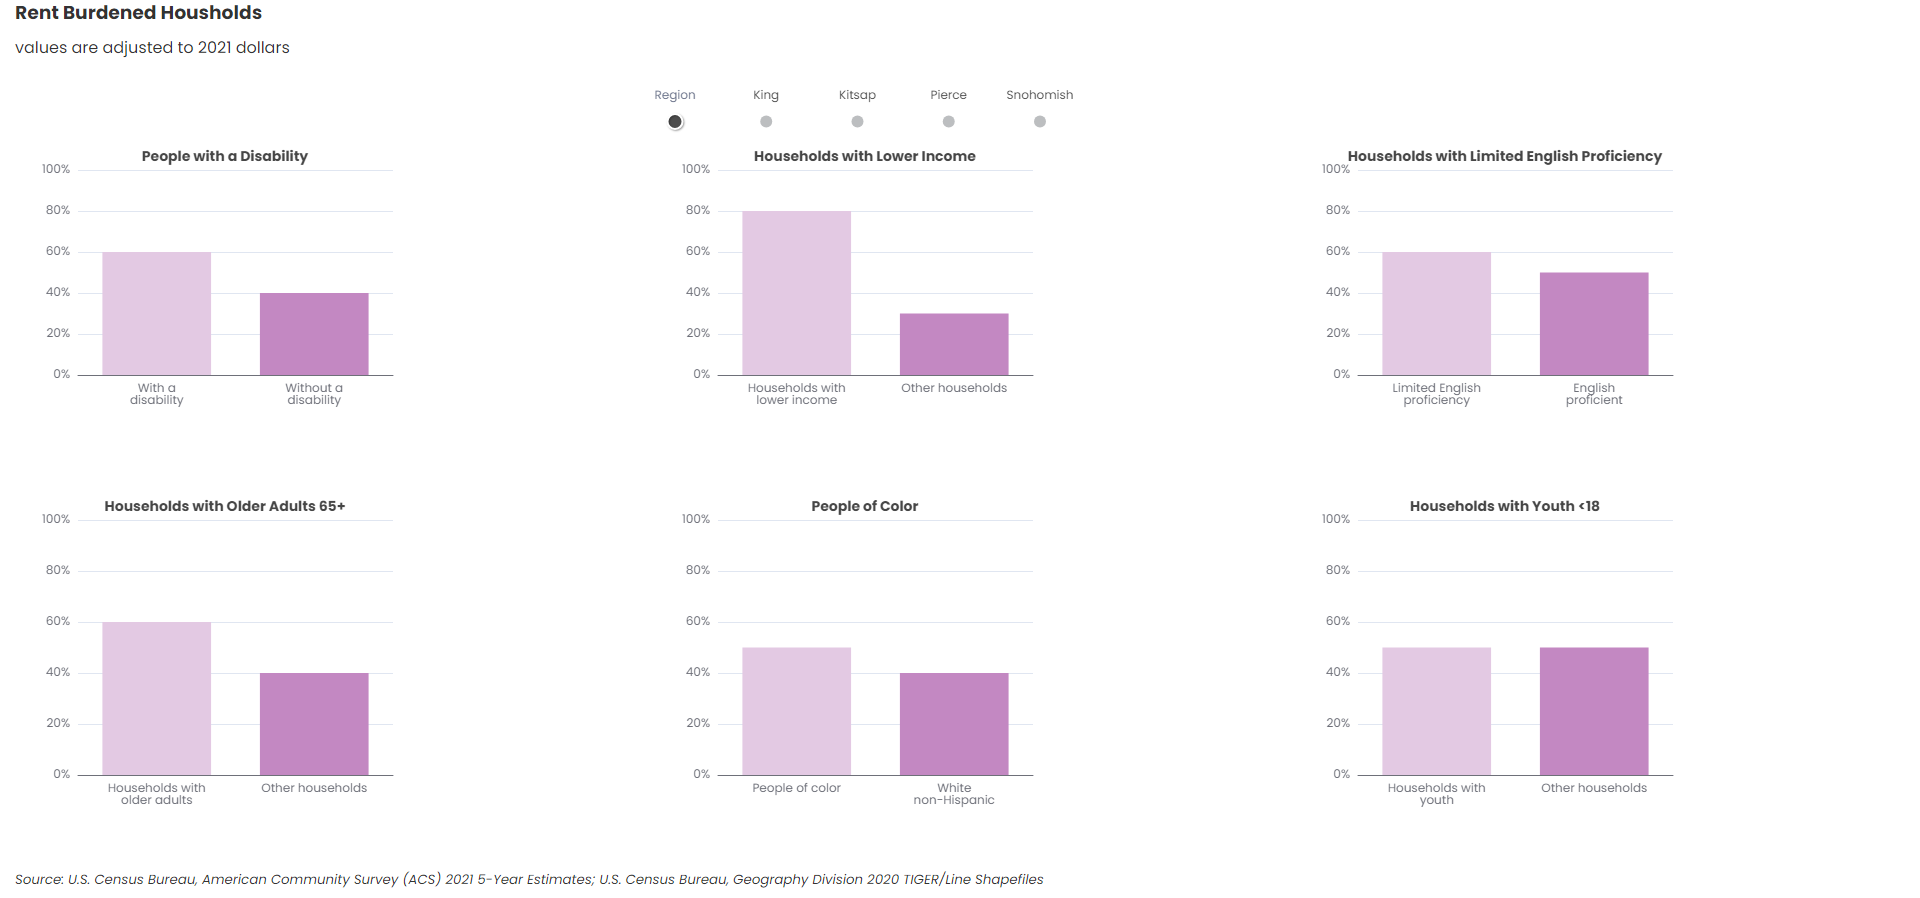 Rent Burdened Housholds
values are adjusted to 2021 dollars
Region King Kitsap Pierce Snohomish
People with a Disability
100%
80%
60%
40%
20%
0%
With a
disability
Without a
disability
Households with Lower Income
100%
80%
60%
40%
20%
0%
Households with
lower income
Other households
Households with Limited English Proficiency
100%
80%
60%
40%
20%
0%
Limited English
proficiency
English
proficient
Households with Older Adults 65+
100%
80%
60%
40%
20%
0%
Households with
older adults
Other households
People of Color
100%
80%
60%
40%
20%
0%
People of color
White
non-Hispanic
Households with Youth <18
100%
80%
60%
40%
20%
0%
Households with
youth
Other households
Source: U.S. Census Bureau, American Community Survey (ACS) 2021 5-Year Estimates; U.S. Census Bureau, Geography Division 2020 TIGER/Line Shapefiles